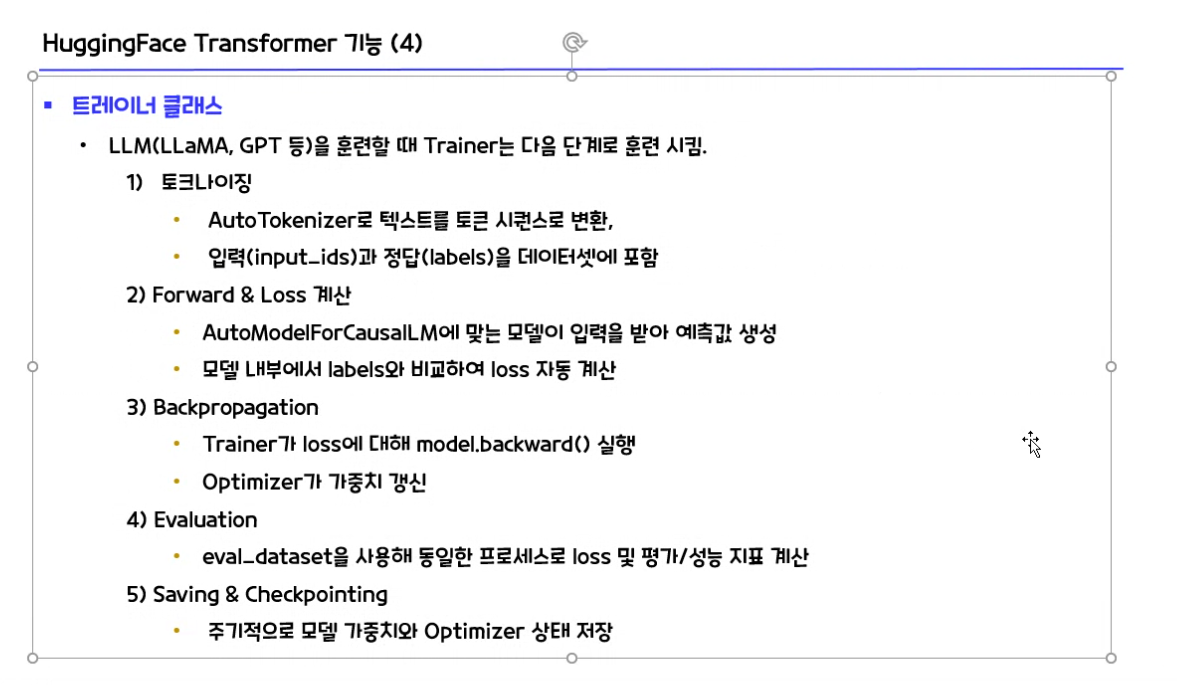 HuggingFace Transformer 기능 (4)
▪ 트레이너 클래스
• LLM(LLaMA, GPT 등)을 훈련할 때 Trainer는 다음 단계로 훈련 시킴.
1) 토크나이징
• AutoTokenizer로 텍스트를 토큰 시퀀스로 변환,
• 입력(input_ids)과 정답(labels)을 데이터셋에 포함
2) Forward & Loss 계산
• AutoModelForCausalLM에 맞는 모델이 입력을 받아 예측값 생성
• 모델 내부에서 labels와 비교하여 loss 자동 계산
3) Backpropagation
• Trainer가 loss에 대해 model.backward() 실행
• Optimizer가 가중치 갱신
4) Evaluation
• eval_dataset을 사용해 동일한 프로세스로 loss 및 평가/성능 지표 계산
5) Saving & Checkpointing
• 주기적으로 모델 가중치와 Optimizer 상태 저장